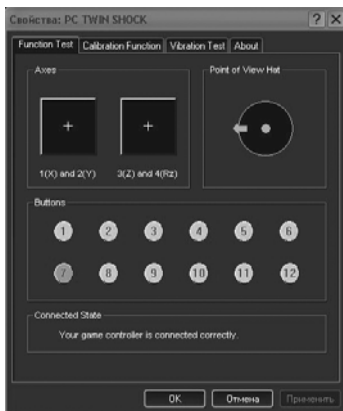 Свойства: PC TWIN SHOCK
Function Test Calibration Function Vibration Test About
Axes
Point of View Hat
1(X) and 2(Y) 3(Z) and 4(Rz)
Buttons
1 2 3 4 5 6
7 8 9 10 11 12
Connected State
Your game controller is connected correctly.
OK Отмена Применить